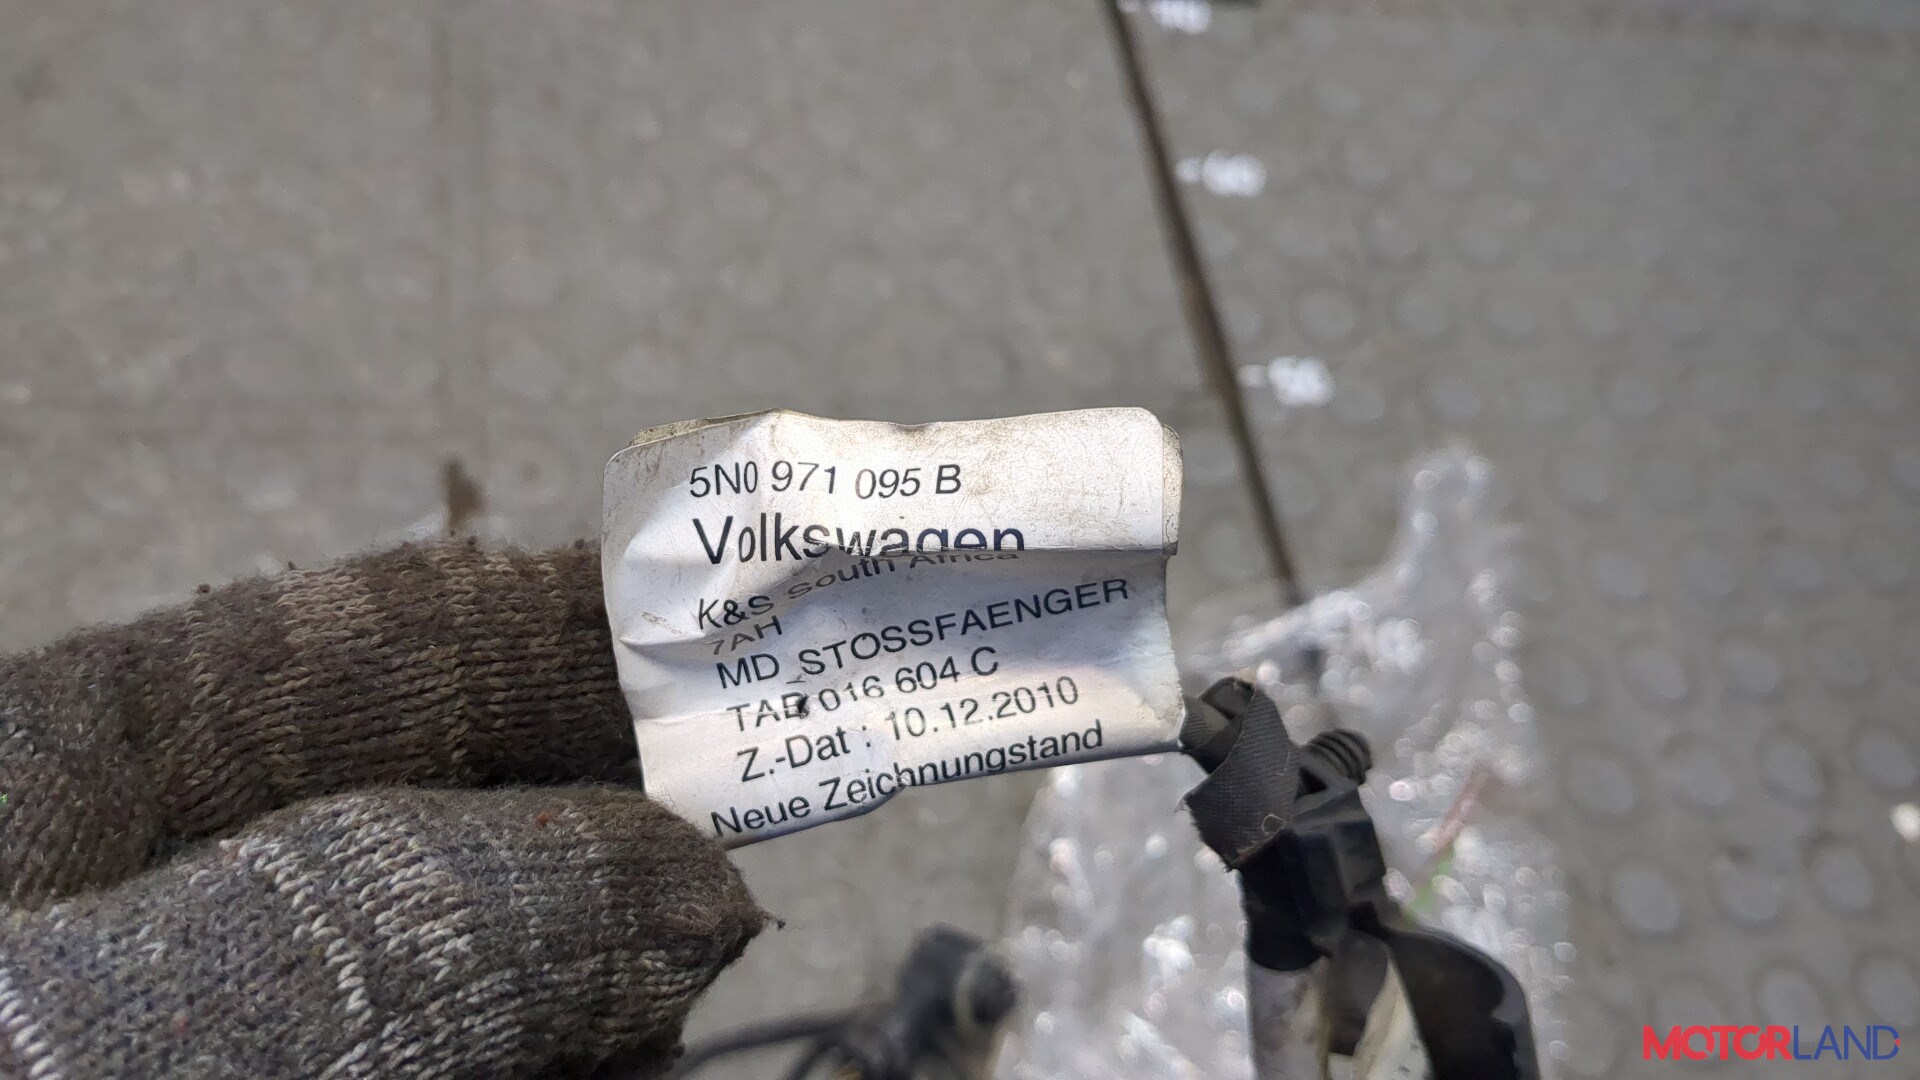 5N0 971 095 B
Volkswagen
K&S South Africa
7AH
MD_STOSSFAENGER
TAB 016 604 C
Z.-Dat : 10.12.2010
Neue Zeichnungstand
MOTORLAND